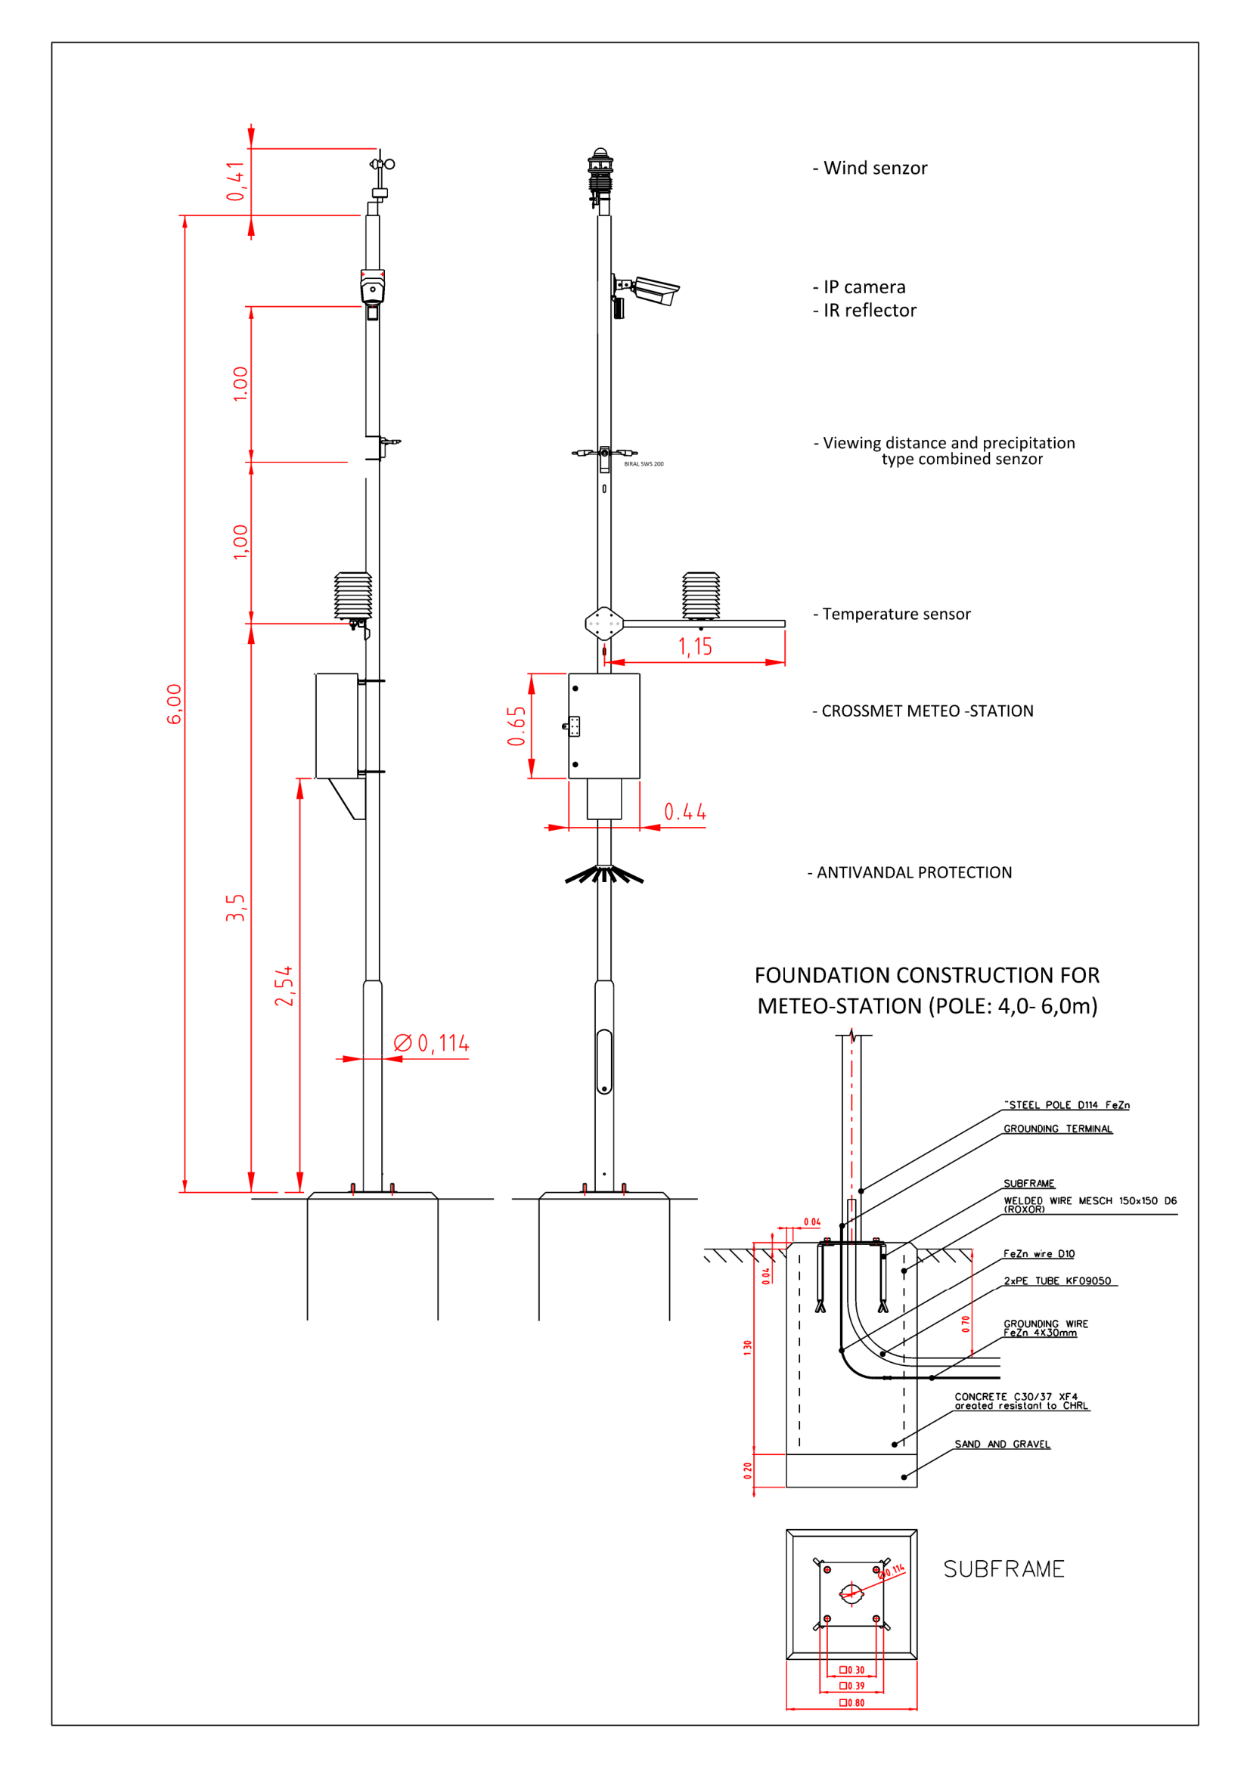 0,41
- Wind senzor
- IP camera
- IR reflector
1.00
- Viewing distance and precipitation
type combined senzor
BIRAL SWS 200
1,00
- Temperature sensor
1,15
6,00
0.65
- CROSSMET METEO -STATION
0.44
- ANTIVANDAL PROTECTION
3,5
2,54
FOUNDATION CONSTRUCTION FOR
METEO-STATION (POLE: 4,0- 6,0m)
Ø0,114
"STEEL POLE D114 FeZn
GROUNDING TERMINAL
SUBFRAME
WELDED WIRE MESCH 150x150 D6
(ROXOR)
0.04
FeZn wire D10
0.04
2xPE TUBE KF09050
0.70
GROUNDING WIRE
FeZn 4X30mm
1.30
CONCRETE C30/37 XF4
areated resistant to CHRL
SAND AND GRAVEL
0.20
SUBFRAME
0.114
□0.30
□0.39
□0.80